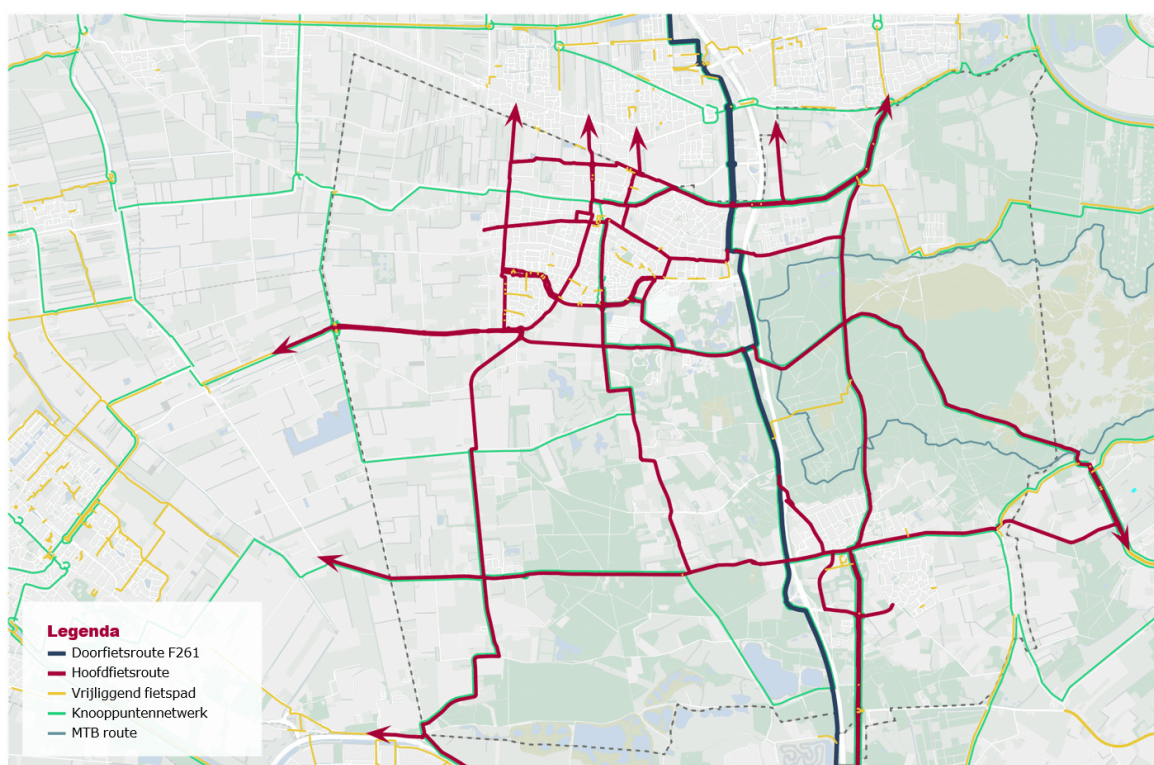 Legenda
Doorfietsroute F261
Hoofdfietsroute
Vrijliggend fietspad
Knooppuntennetwerk
MTB route